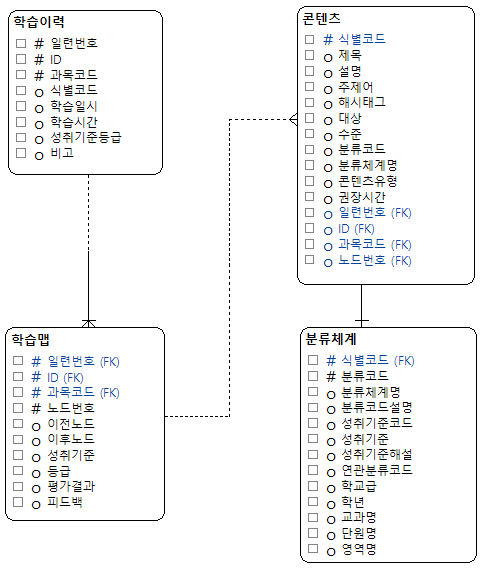 학습이력
# 일련번호
# ID
# 과목코드
o 식별코드
o 학습일시
o 학습시간
o 성취기준등급
o 비고
콘텐츠
# 식별코드
o 제목
o 설명
o 주제어
o 해시태그
o 대상
o 수준
o 분류코드
o 분류체계명
o 콘텐츠유형
o 권장시간
o 일련번호 (FK)
o ID (FK)
o 과목코드 (FK)
o 노드번호 (FK)
학습맵
# 일련번호 (FK)
# ID (FK)
# 과목코드 (FK)
# 노드번호
o 이전노드
o 이후노드
o 성취기준
o 등급
o 평가결과
o 피드백
분류체계
# 식별코드 (FK)
# 분류코드
o 분류체계명
o 분류코드설명
o 성취기준코드
o 성취기준
o 성취기준해설
o 연관분류코드
o 학교급
o 학년
o 교과명
o 단원명
o 영역명